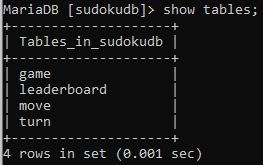 MariaDB [sudokudb]> show tables;
+--------------------+
| Tables_in_sudokudb |
+--------------------+
| game               |
| leaderboard        |
| move               |
| turn               |
+--------------------+
4 rows in set (0.001 sec)